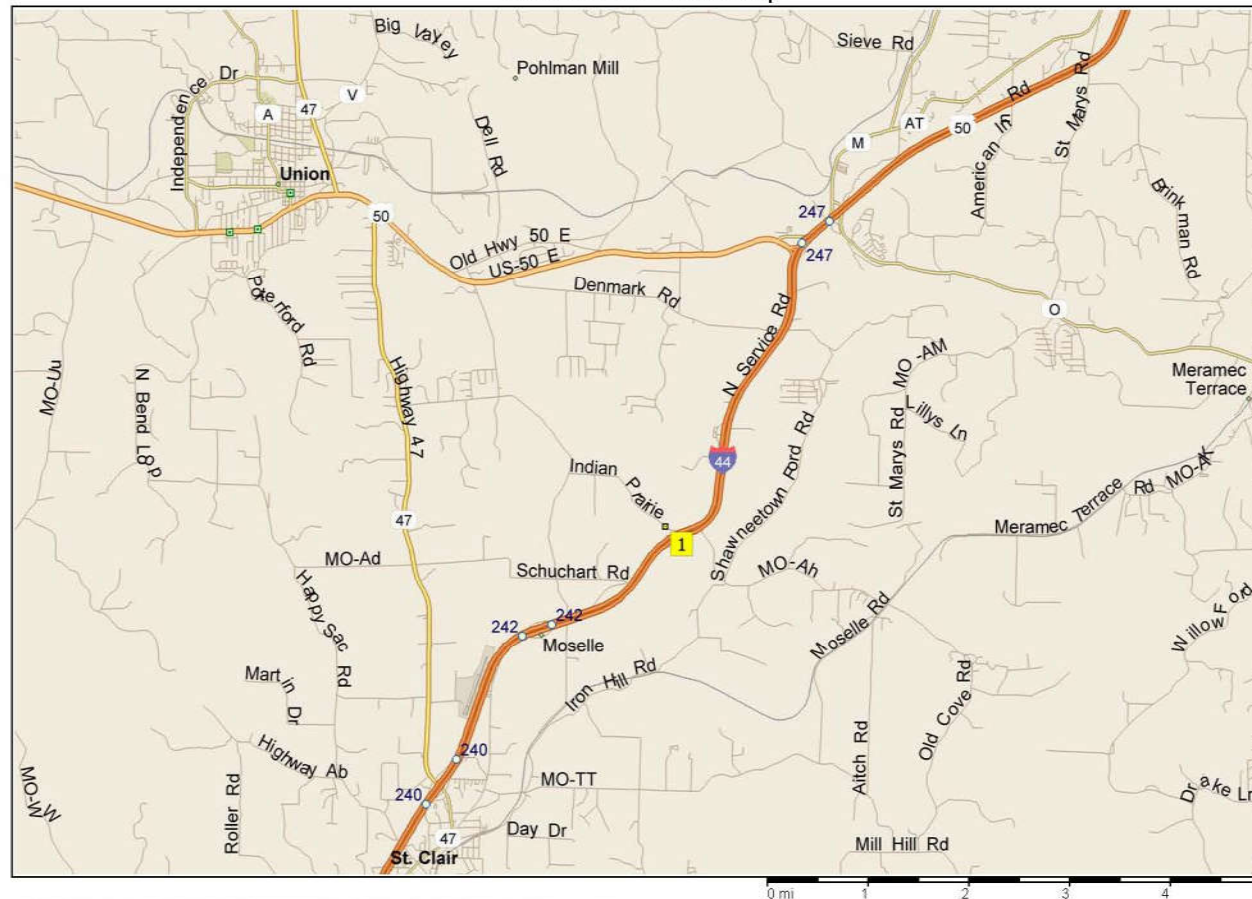 Big Valley
Sieve Rd
Pohlman Mill
Independence Dr
47
V
A
Dell Rd
AT
50
American Inn Rd
St Marys Rd
M
Union
Brinkman Rd
50
247
247
Old Hwy 50 E
US-50 E
Denmark Rd
Porterford Rd
N Service Rd
O
MO-Uu
N Bend Loop
Highway 47
MO-AM
Meramec
Terrace
Lillys Ln
St Marys Rd
44
Indian Prairie
Shawneetown Ford Rd
MO-AK
Meramec Terrace Rd
47
1
MO-Ad
Schuchart Rd
MO-Ah
Happy Sac Rd
242
242
Moselle
Moselle Rd
Willow Ford
Iron Hill Rd
Martin Dr
Old Cove Rd
Aitch Rd
Highway Ab
240
MO-TT
240
MO-WW
Roller Rd
Drake Ln
47
Day Dr
Mill Hill Rd
St. Clair
0 mi 1 2 3 4